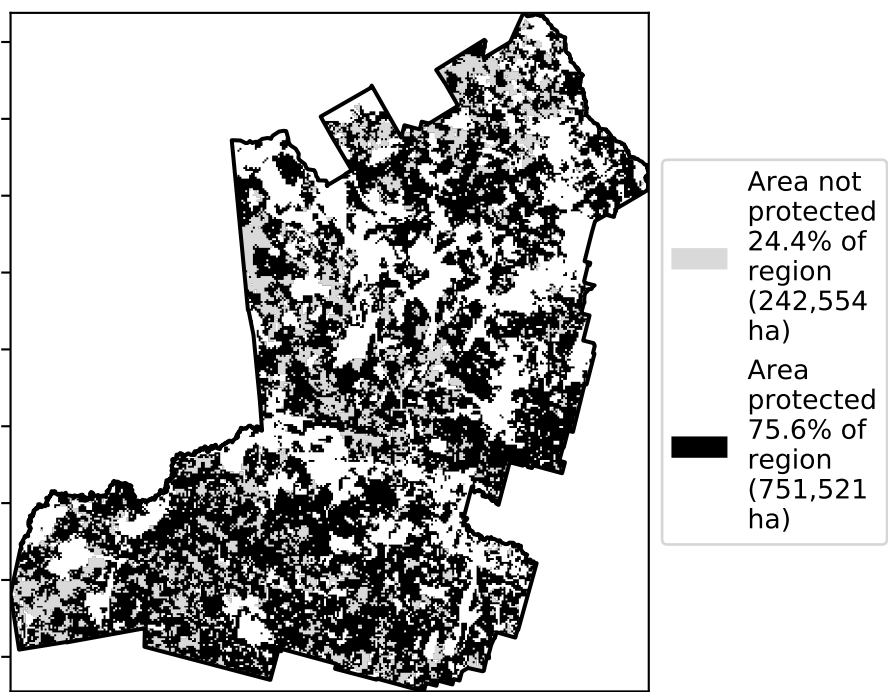 Area not
protected
24.4% of
region
(242,554
ha)
Area
protected
75.6% of
region
(751,521
ha)